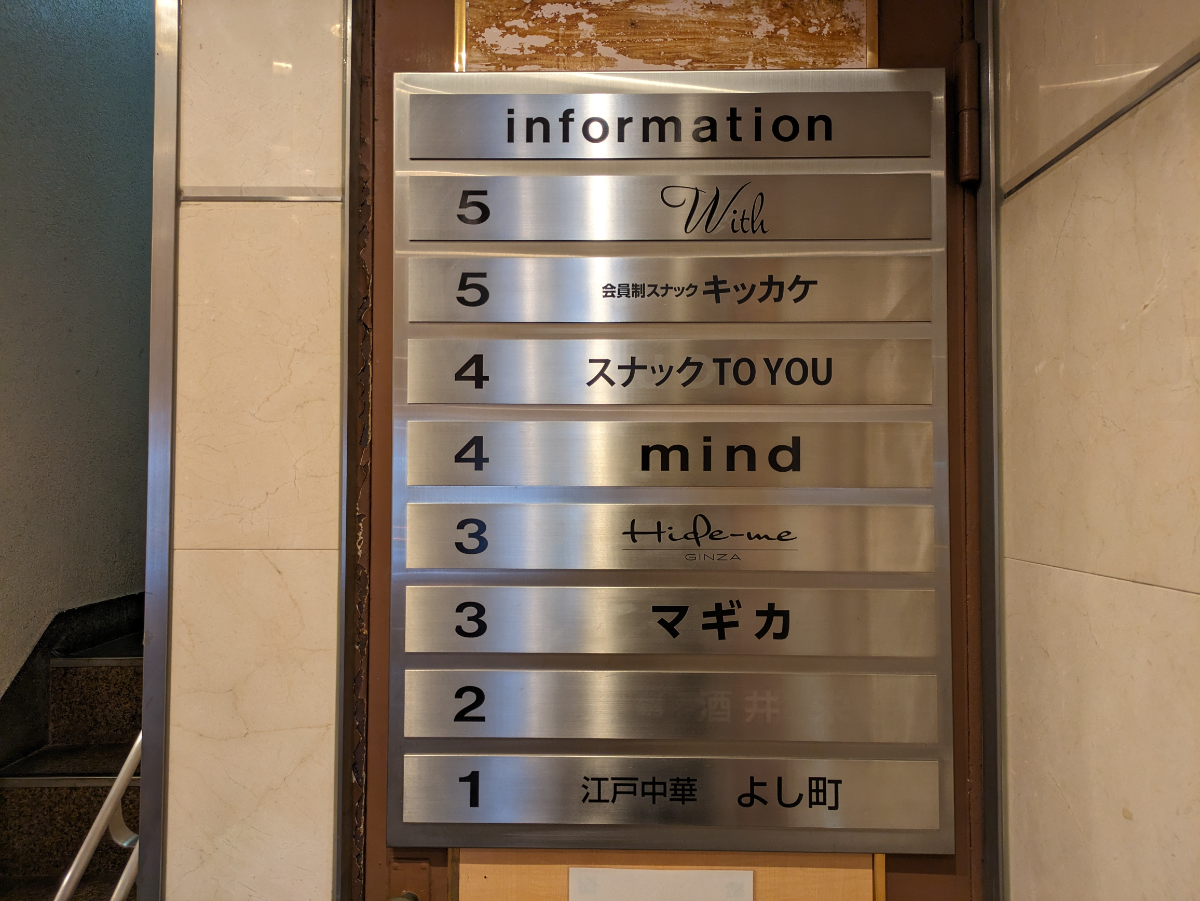 information
5 With
5 会員制スナック キッカケ
4 スナック TO YOU
4 mind
3 Hide-me
GINZA
3 マギカ
2 酒井
1 江戸中華 よし町